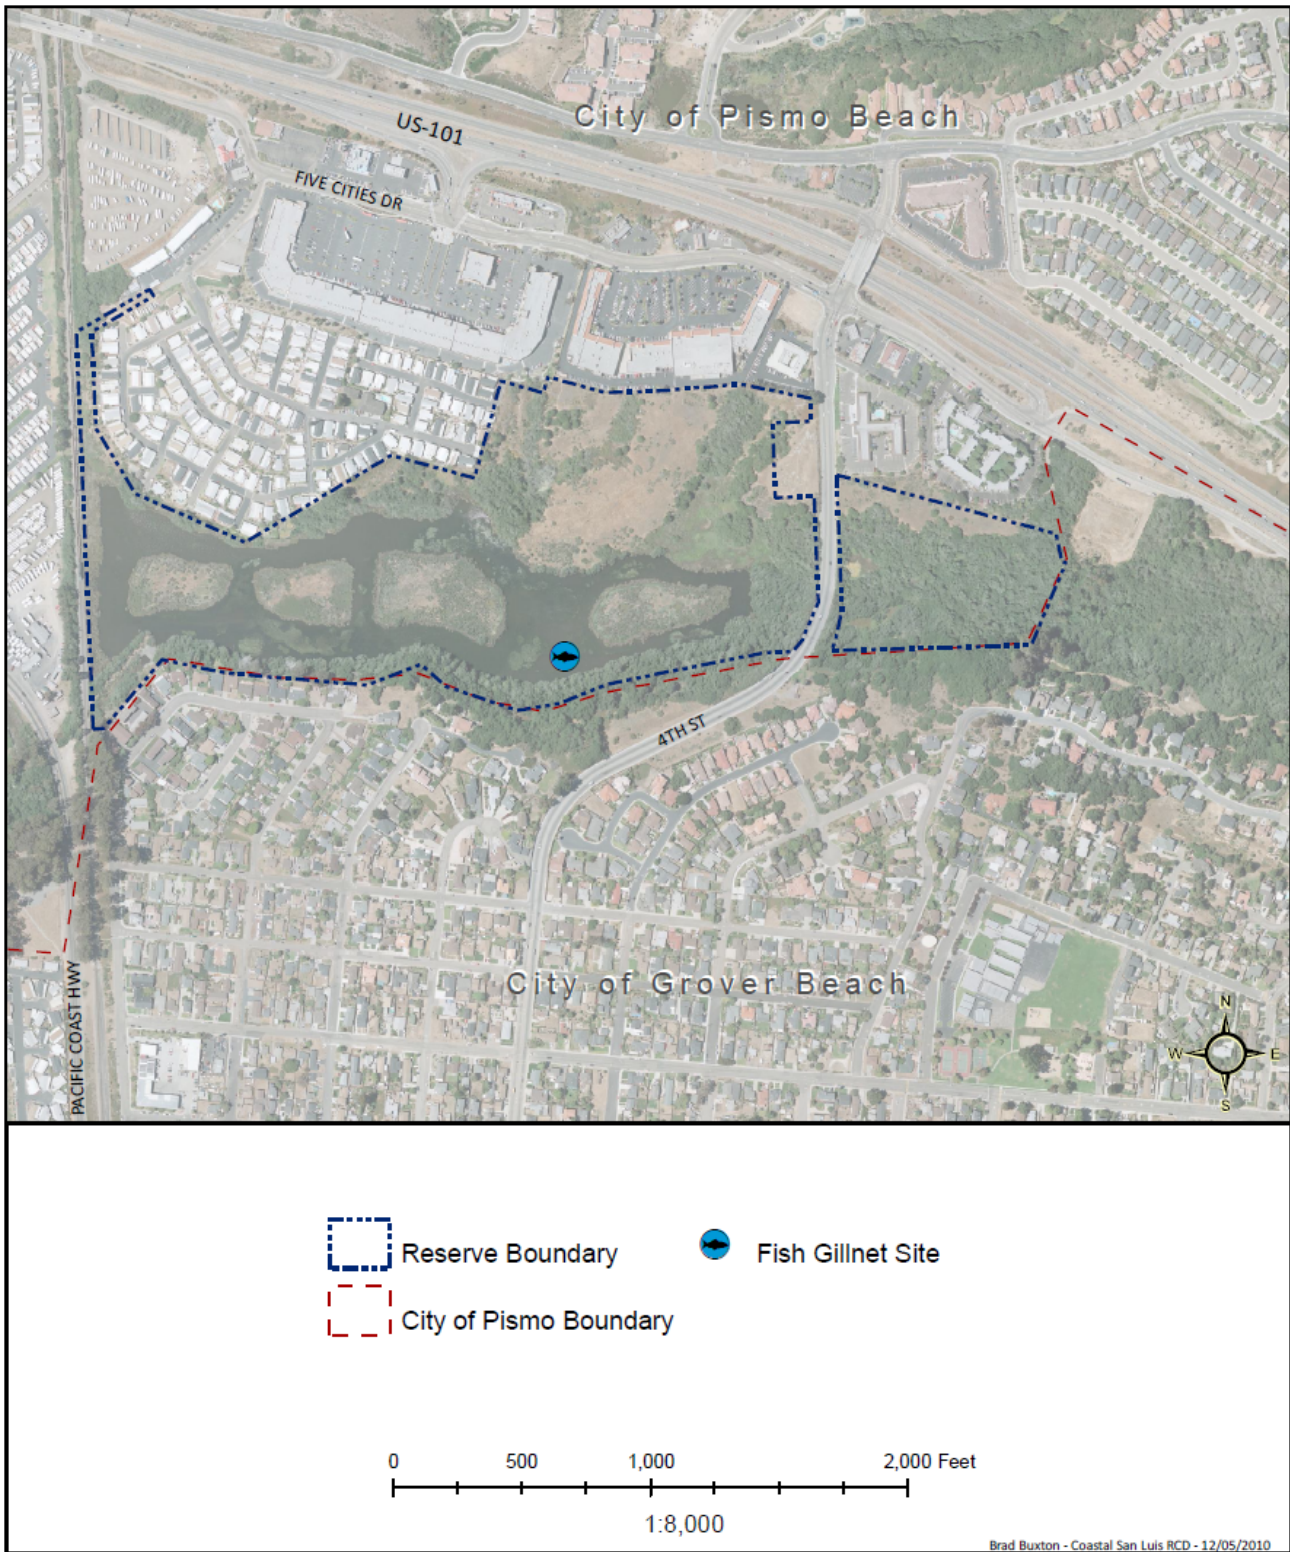 City of Pismo Beach
US-101
FIVE CITIES DR
4TH ST
City of Grover Beach
PACIFIC COAST HWY
N
W E
S
Reserve Boundary
Fish Gillnet Site
City of Pismo Boundary
0 500 1,000 2,000 Feet
1:8,000
Brad Buxton - Coastal San Luis RCD - 12/05/2010